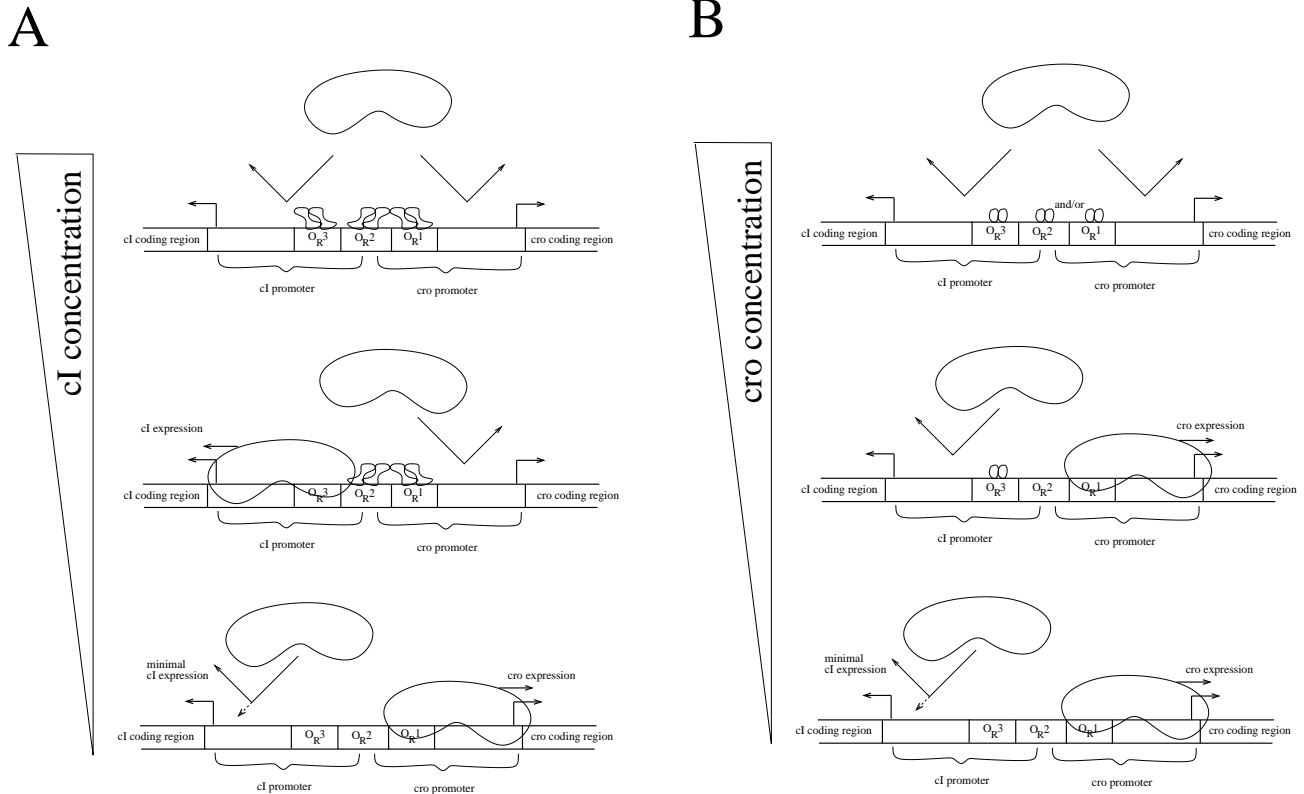 A
cI concentration
cI coding region
O_R3
O_R2
O_R1
cro coding region
cI promoter
cro promoter
cI expression
cI coding region
O_R3
O_R2
O_R1
cro coding region
cI promoter
cro promoter
minimal
cI expression
cro expression
cI coding region
O_R3
O_R2
O_R1
cro coding region
cI promoter
cro promoter
B
cro concentration
and/or
cI coding region
O_R3
O_R2
O_R1
cro coding region
cI promoter
cro promoter
cro expression
cI coding region
O_R3
O_R2
O_R1
cro coding region
cI promoter
cro promoter
minimal
cI expression
cro expression
cI coding region
O_R3
O_R2
O_R1
cro coding region
cI promoter
cro promoter